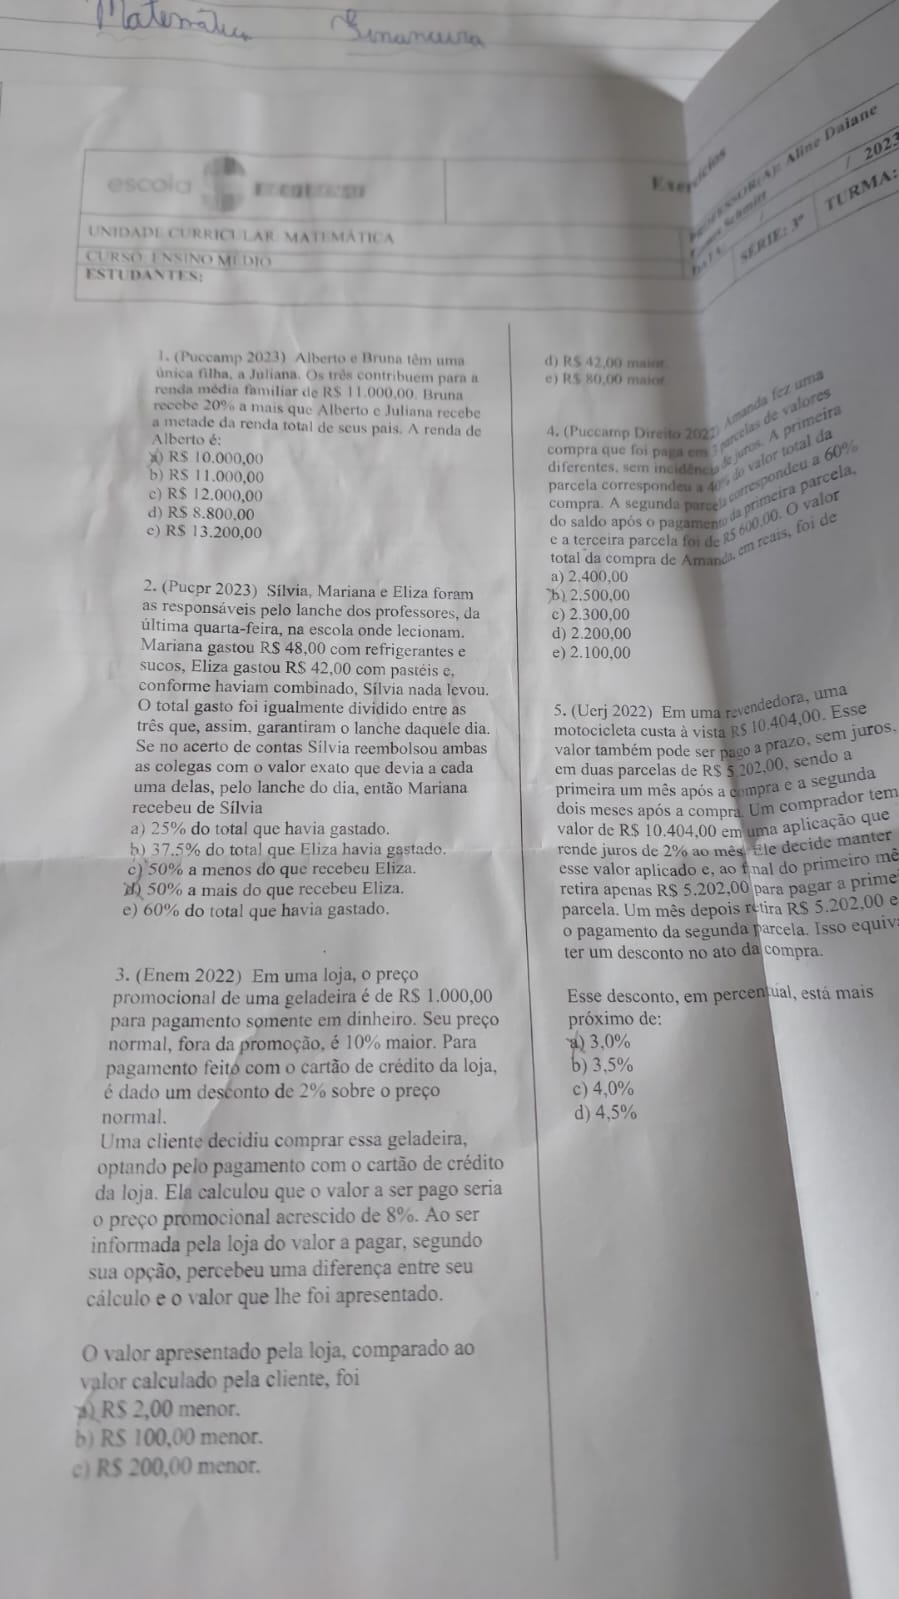 Matemática Financeira
escola
Exercícios
PROFESSOR(A): Aline Daiane
Schmitt
/ / 2023
UNIDADE CURRICULAR: MATEMÁTICA
CURSO: ENSINO MÉDIO
SÉRIE: 3º TURMA:
ESTUDANTES:
1. (Puccamp 2023) Alberto e Bruna têm uma
única filha, a Juliana. Os três contribuem para a
renda média familiar de R$ 11.000,00. Bruna
recebe 20% a mais que Alberto e Juliana recebe
a metade da renda total de seus pais. A renda de
Alberto é:
a) R$ 10.000,00
b) R$ 11.000,00
c) R$ 12.000,00
d) R$ 8.800,00
e) R$ 13.200,00
2. (Pucpr 2023) Sílvia, Mariana e Eliza foram
as responsáveis pelo lanche dos professores, da
última quarta-feira, na escola onde lecionam.
Mariana gastou R$ 48,00 com refrigerantes e
sucos, Eliza gastou R$ 42,00 com pastéis e,
conforme haviam combinado, Sílvia nada levou.
O total gasto foi igualmente dividido entre as
três que, assim, garantiram o lanche daquele dia.
Se no acerto de contas Sílvia reembolsou ambas
as colegas com o valor exato que devia a cada
uma delas, pelo lanche do dia, então Mariana
recebeu de Sílvia
a) 25% do total que havia gastado.
b) 37,5% do total que Eliza havia gastado.
c) 50% a menos do que recebeu Eliza.
d) 50% a mais do que recebeu Eliza.
e) 60% do total que havia gastado.
3. (Enem 2022) Em uma loja, o preço
promocional de uma geladeira é de R$ 1.000,00
para pagamento somente em dinheiro. Seu preço
normal, fora da promoção, é 10% maior. Para
pagamento feito com o cartão de crédito da loja,
é dado um desconto de 2% sobre o preço
normal.
Uma cliente decidiu comprar essa geladeira,
optando pelo pagamento com o cartão de crédito
da loja. Ela calculou que o valor a ser pago seria
o preço promocional acrescido de 8%. Ao ser
informada pela loja do valor a pagar, segundo
sua opção, percebeu uma diferença entre seu
cálculo e o valor que lhe foi apresentado.
O valor apresentado pela loja, comparado ao
valor calculado pela cliente, foi
a) R$ 2,00 menor.
b) R$ 100,00 menor.
c) R$ 200,00 menor.
d) R$ 42,00 maior.
e) R$ 80,00 maior.
4. (Puccamp Direito 2022) Amanda fez uma
compra que foi paga em 3 parcelas de valores
diferentes, sem incidência de juros. A primeira
parcela correspondeu a 40% do valor total da
compra. A segunda parcela correspondeu a 60%
do saldo após o pagamento da primeira parcela,
e a terceira parcela foi de R$ 600,00. O valor
total da compra de Amanda, em reais, foi de
a) 2.400,00
b) 2.500,00
c) 2.300,00
d) 2.200,00
e) 2.100,00
5. (Uerj 2022) Em uma revendedora, uma
motocicleta custa à vista R$ 10.404,00. Esse
valor também pode ser pago a prazo, sem juros,
em duas parcelas de R$ 5.202,00, sendo a
primeira um mês após a compra e a segunda
dois meses após a compra. Um comprador tem
valor de R$ 10.404,00 em uma aplicação que
rende juros de 2% ao mês. Ele decide manter
esse valor aplicado e, ao final do primeiro mê
retira apenas R$ 5.202,00 para pagar a prime
parcela. Um mês depois retira R$ 5.202,00 e
o pagamento da segunda parcela. Isso equiv
ter um desconto no ato da compra.
Esse desconto, em percentual, está mais
próximo de:
a) 3,0%
b) 3,5%
c) 4,0%
d) 4,5%